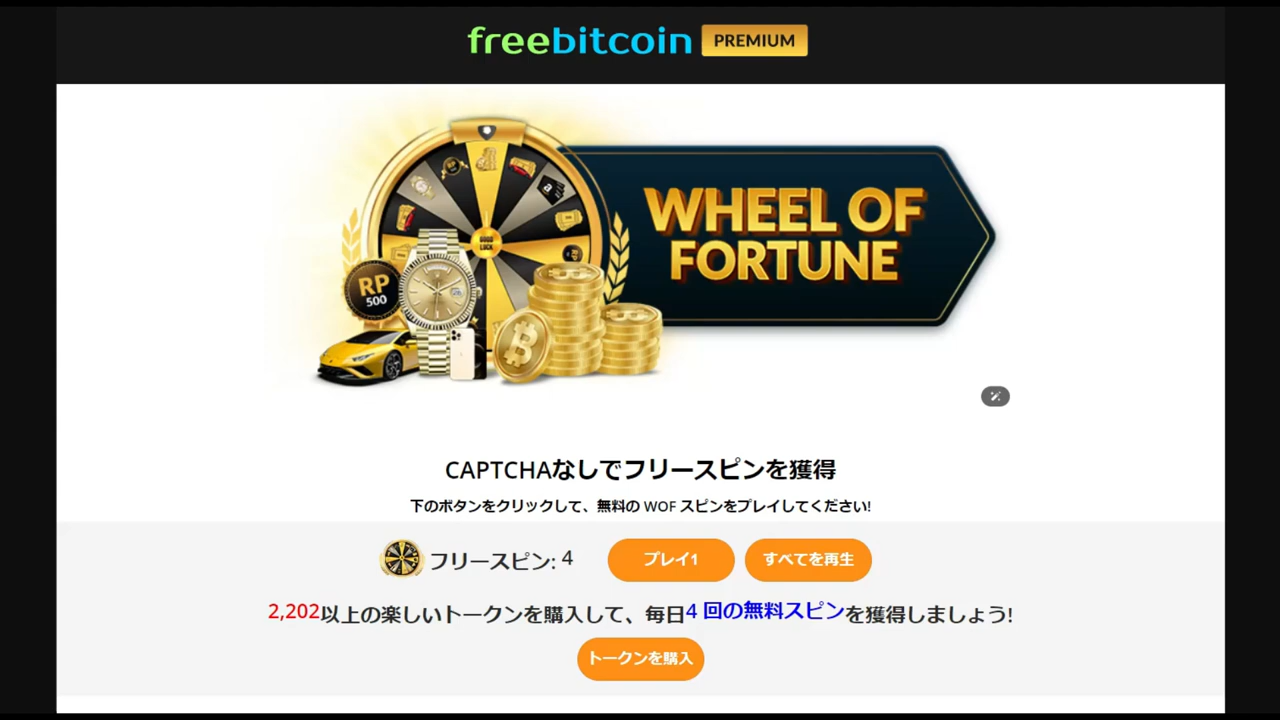 freebitcoin PREMIUM
WHEEL OF
FORTUNE
GOOD
LUCK
RP
500
CAPTCHAなしでフリースピンを獲得
下のボタンをクリックして、無料の WOF スピンをプレイしてください!
フリースピン: 4 プレイ1 すべてを再生
2,202以上の楽しいトークンを購入して、毎日4 回の無料スピンを獲得しましょう!
トークンを購入